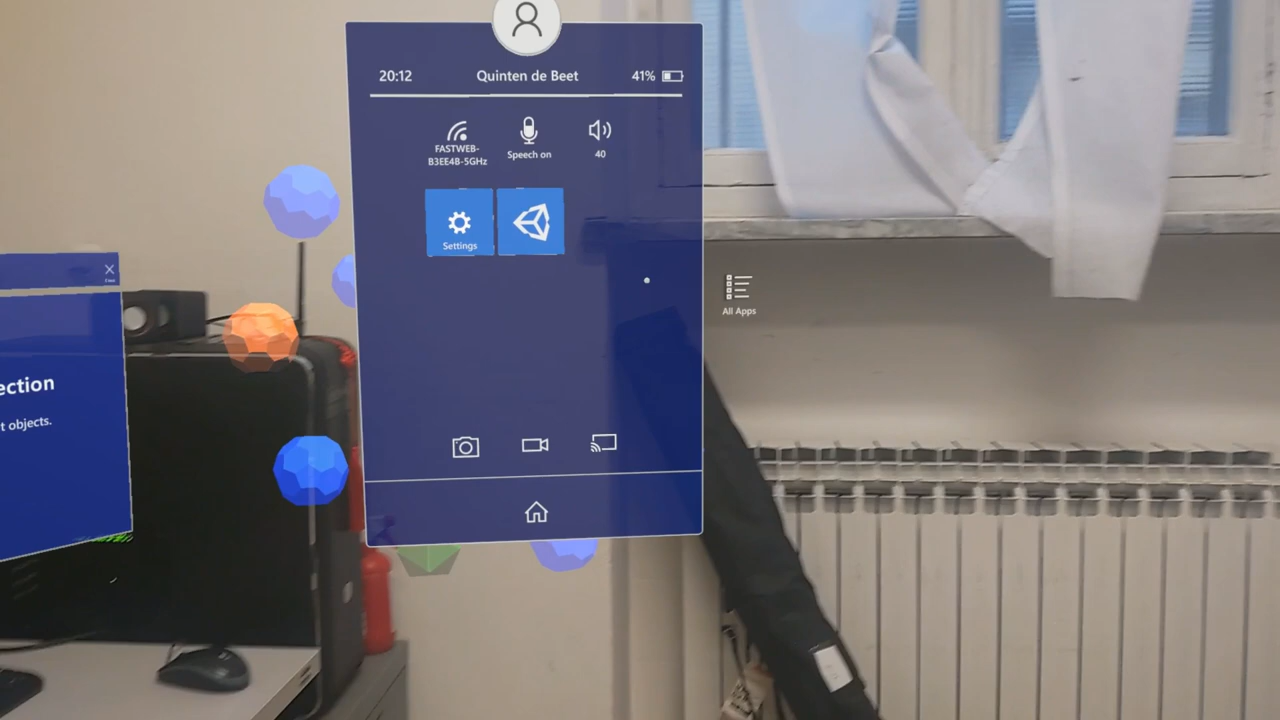 20:12
Quinten de Beet
41%
FASTWEB-
B3EE4B-5GHz
Speech on
40
Settings
All Apps
ection
t objects.